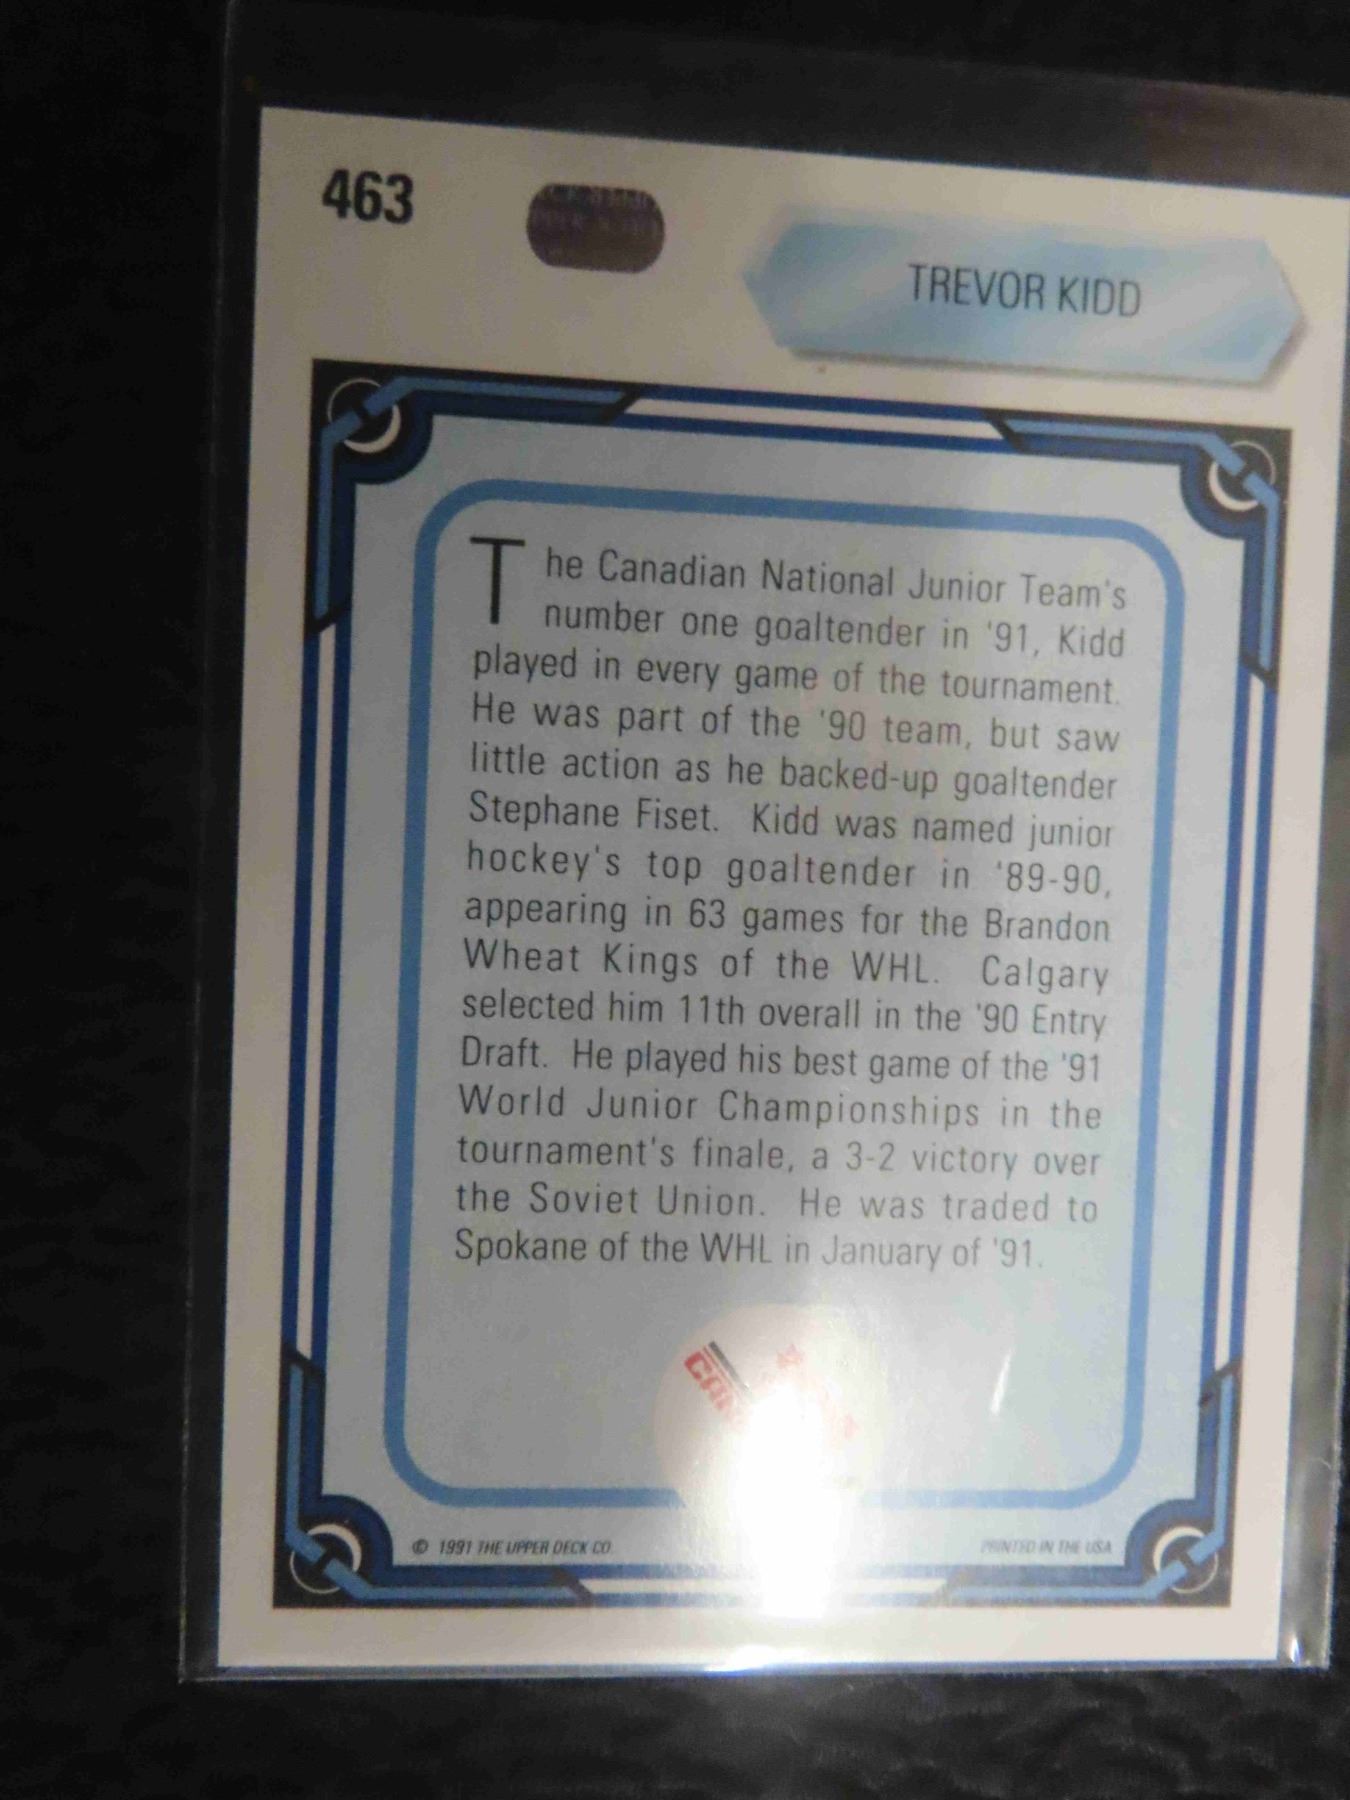 463
TREVOR KIDD
The Canadian National Junior Team's
number one goaltender in '91, Kidd
played in every game of the tournament.
He was part of the '90 team, but saw
little action as he backed-up goaltender
Stephane Fiset. Kidd was named junior
hockey's top goaltender in '89-90,
appearing in 63 games for the Brandon
Wheat Kings of the WHL. Calgary
selected him 11th overall in the '90 Entry
Draft. He played his best game of the '91
World Junior Championships in the
tournament's finale, a 3-2 victory over
the Soviet Union. He was traded to
Spokane of the WHL in January of '91.
© 1991 THE UPPER DECK CO.
PRINTED IN THE USA